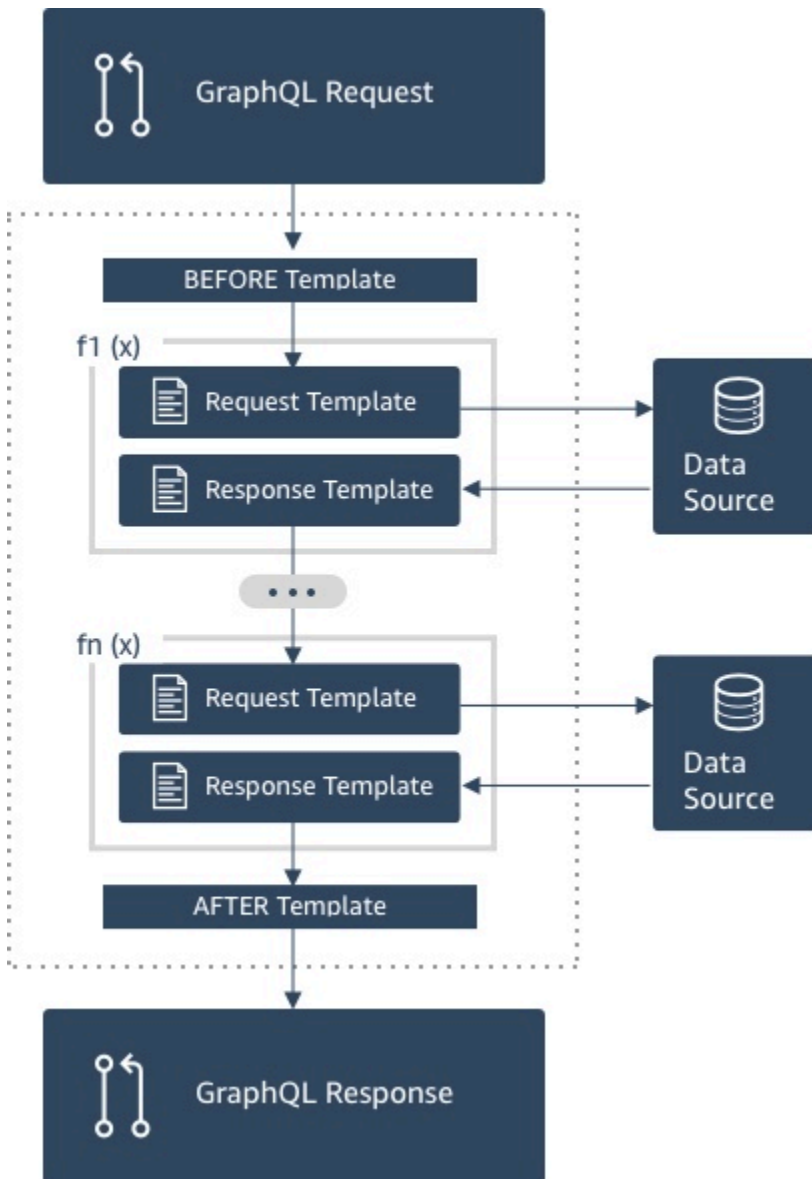 GraphQL Request
BEFORE Template
f1 (x)
Request Template
Response Template
Data
Source
fn (x)
Request Template
Response Template
Data
Source
AFTER Template
GraphQL Response